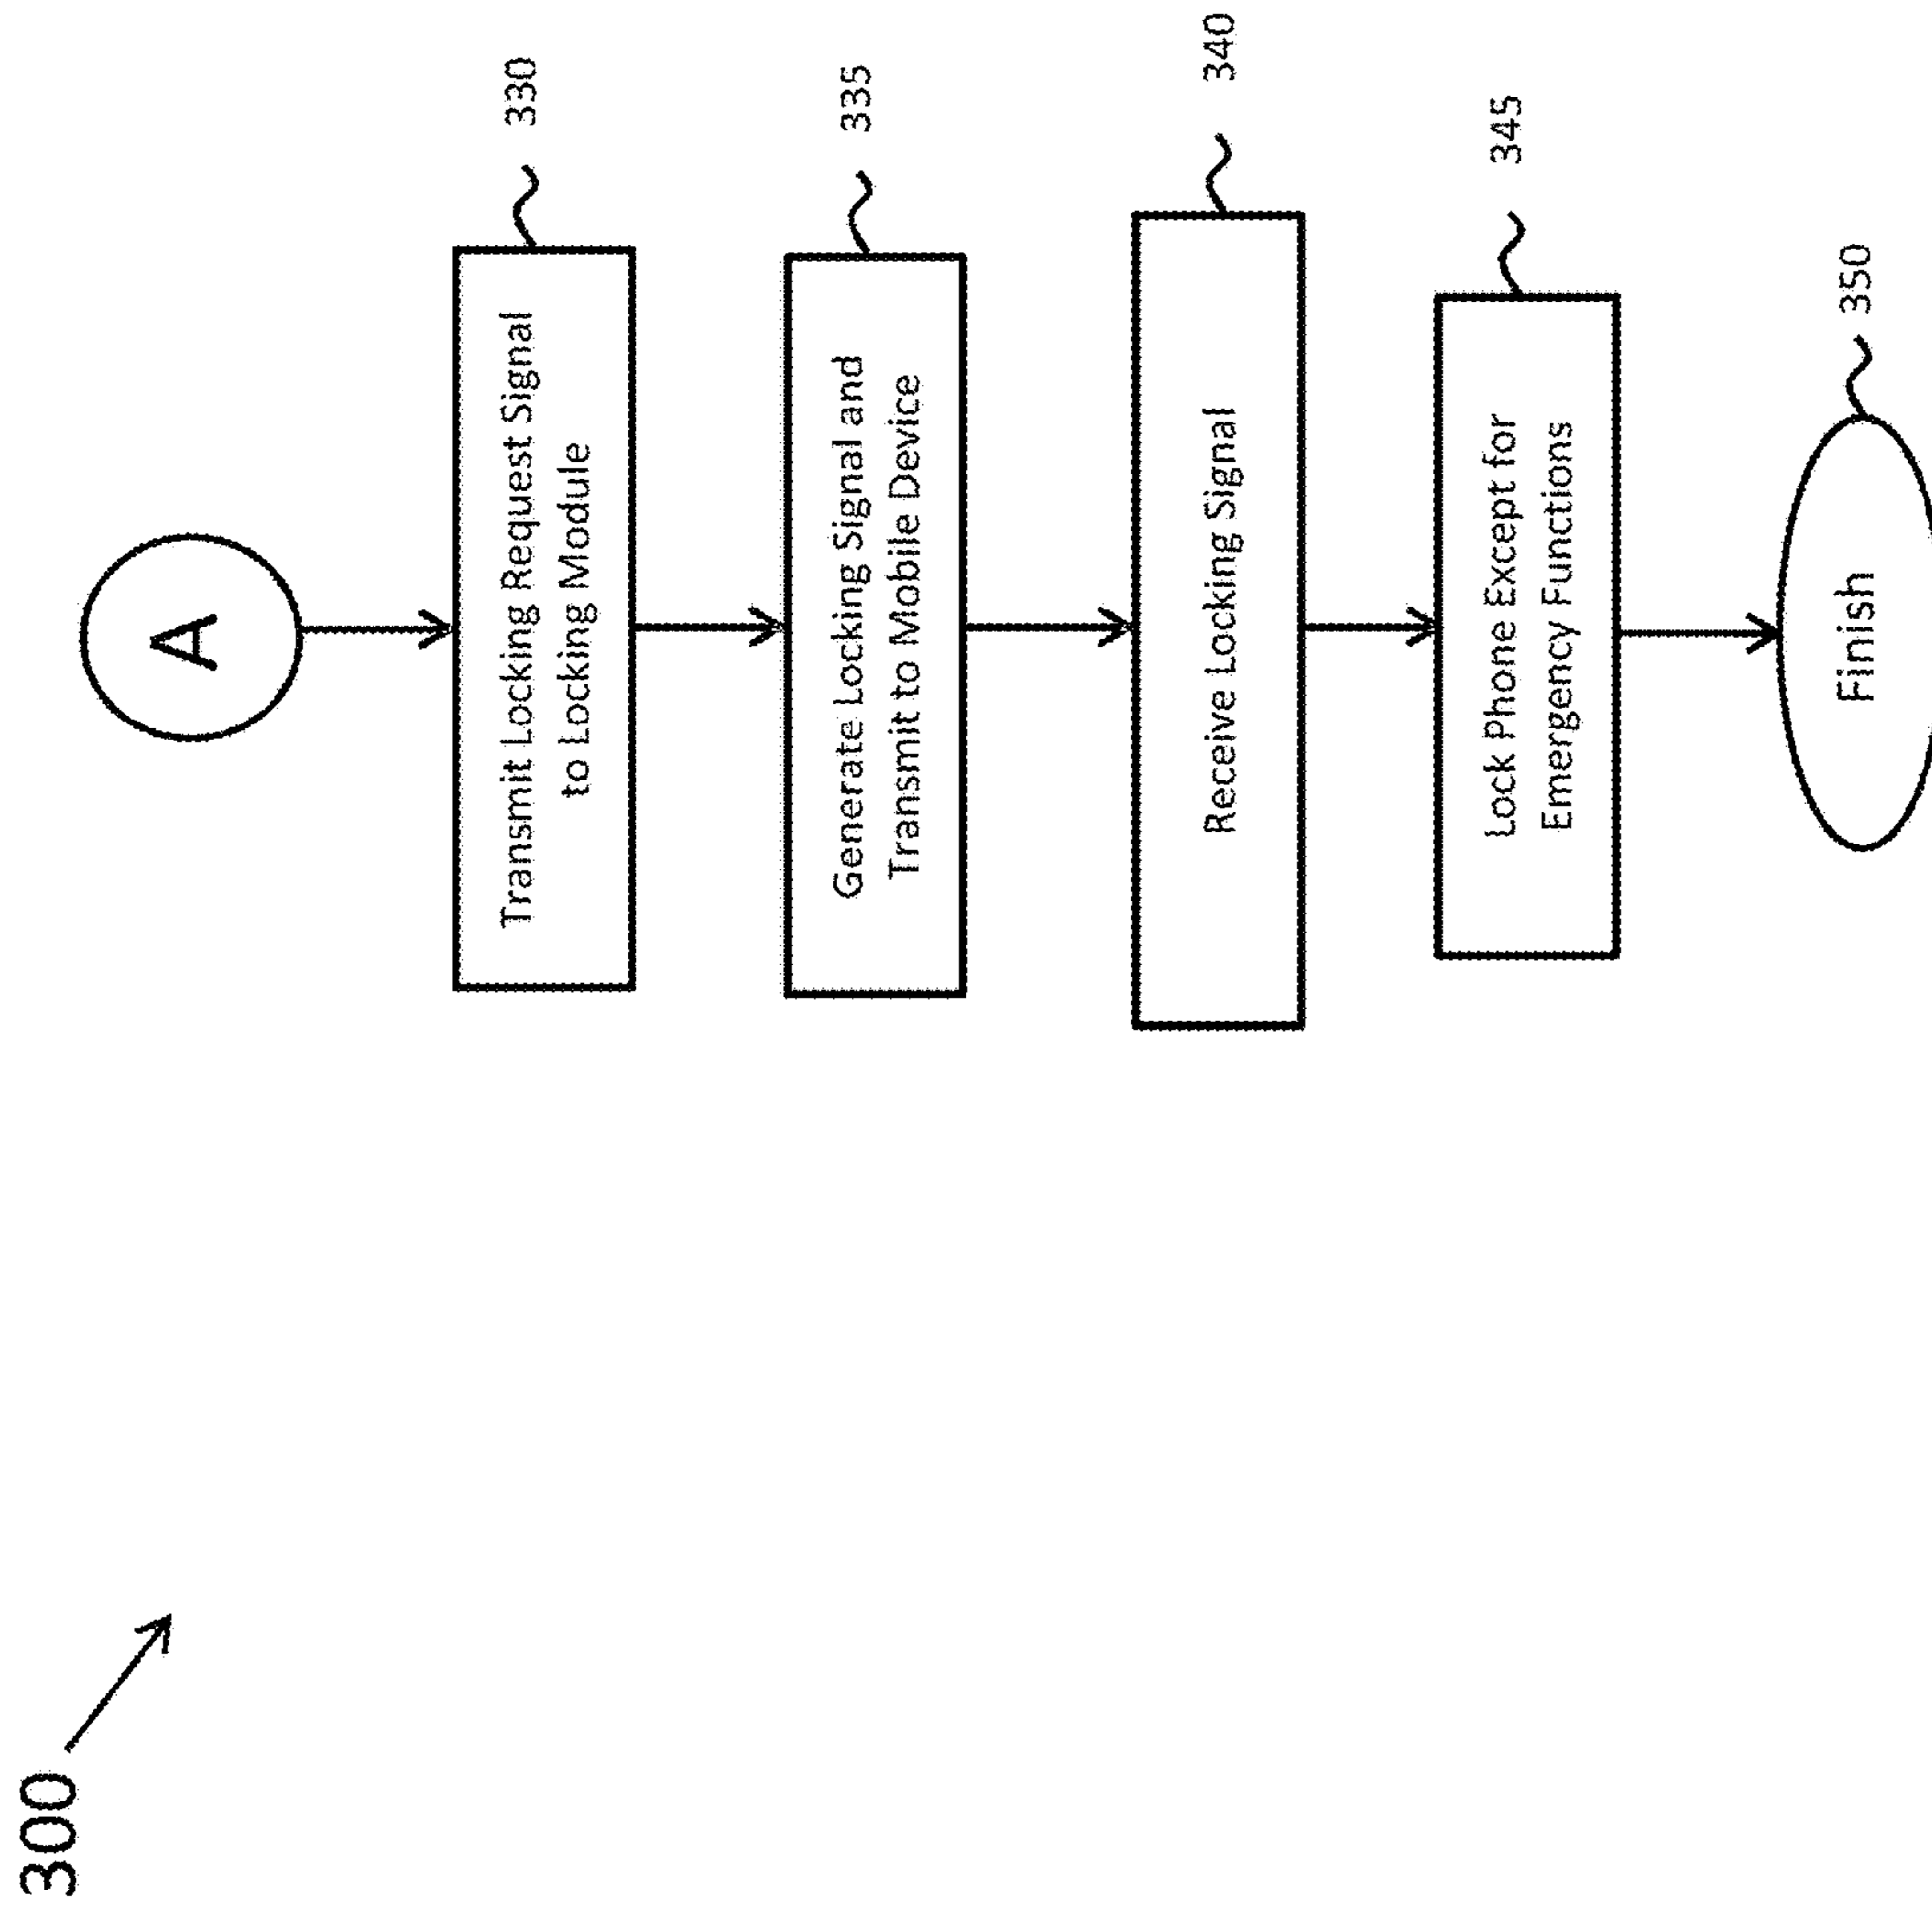 300
A
Transmit Locking Request Signal
to Locking Module
330
Generate Locking Signal and
Transmit to Mobile Device
335
Receive Locking Signal
340
Lock Phone Except for
Emergency Functions
345
Finish
350